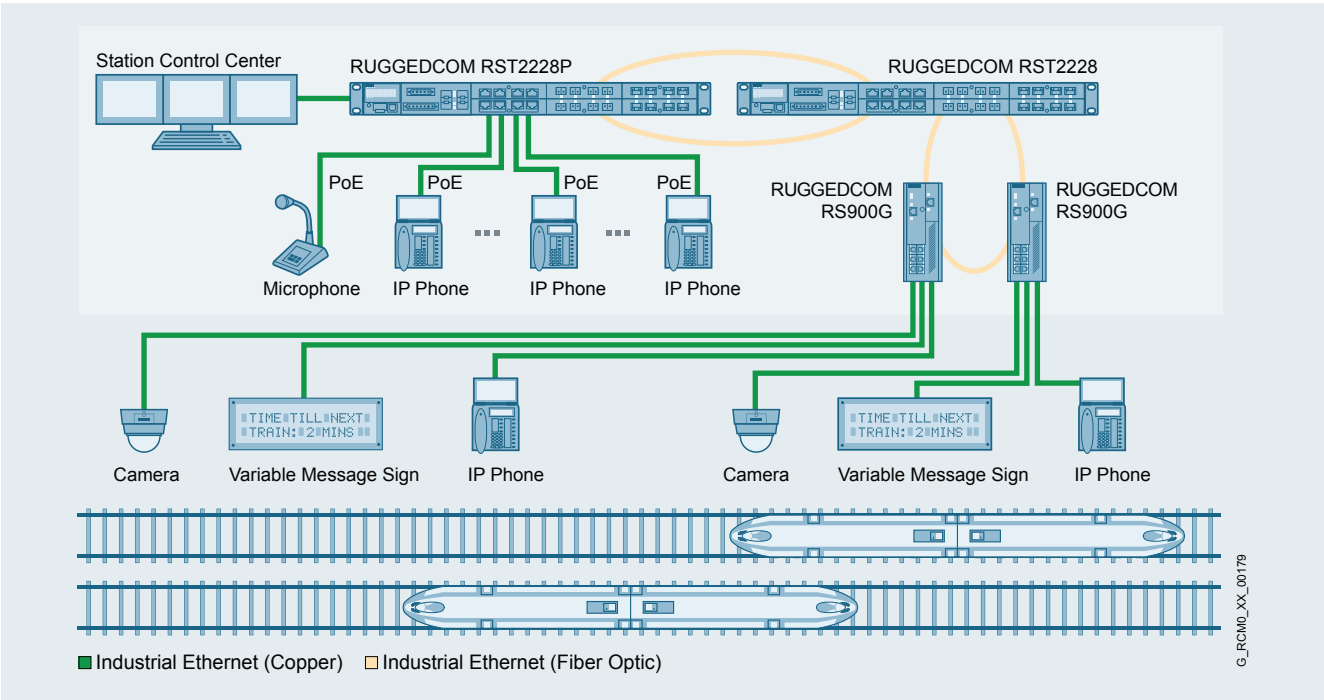 Station Control Center
RUGGEDCOM RST2228P
RUGGEDCOM RST2228
PoE
PoE
PoE
PoE
RUGGEDCOM
RS900G
RUGGEDCOM
RS900G
Microphone
IP Phone
IP Phone
IP Phone
TIME TILL NEXT
TRAIN: 2 MINS
TIME TILL NEXT
TRAIN: 2 MINS
Camera
Variable Message Sign
IP Phone
Camera
Variable Message Sign
IP Phone
G_RCM0_XX_00179
Industrial Ethernet (Copper)
Industrial Ethernet (Fiber Optic)